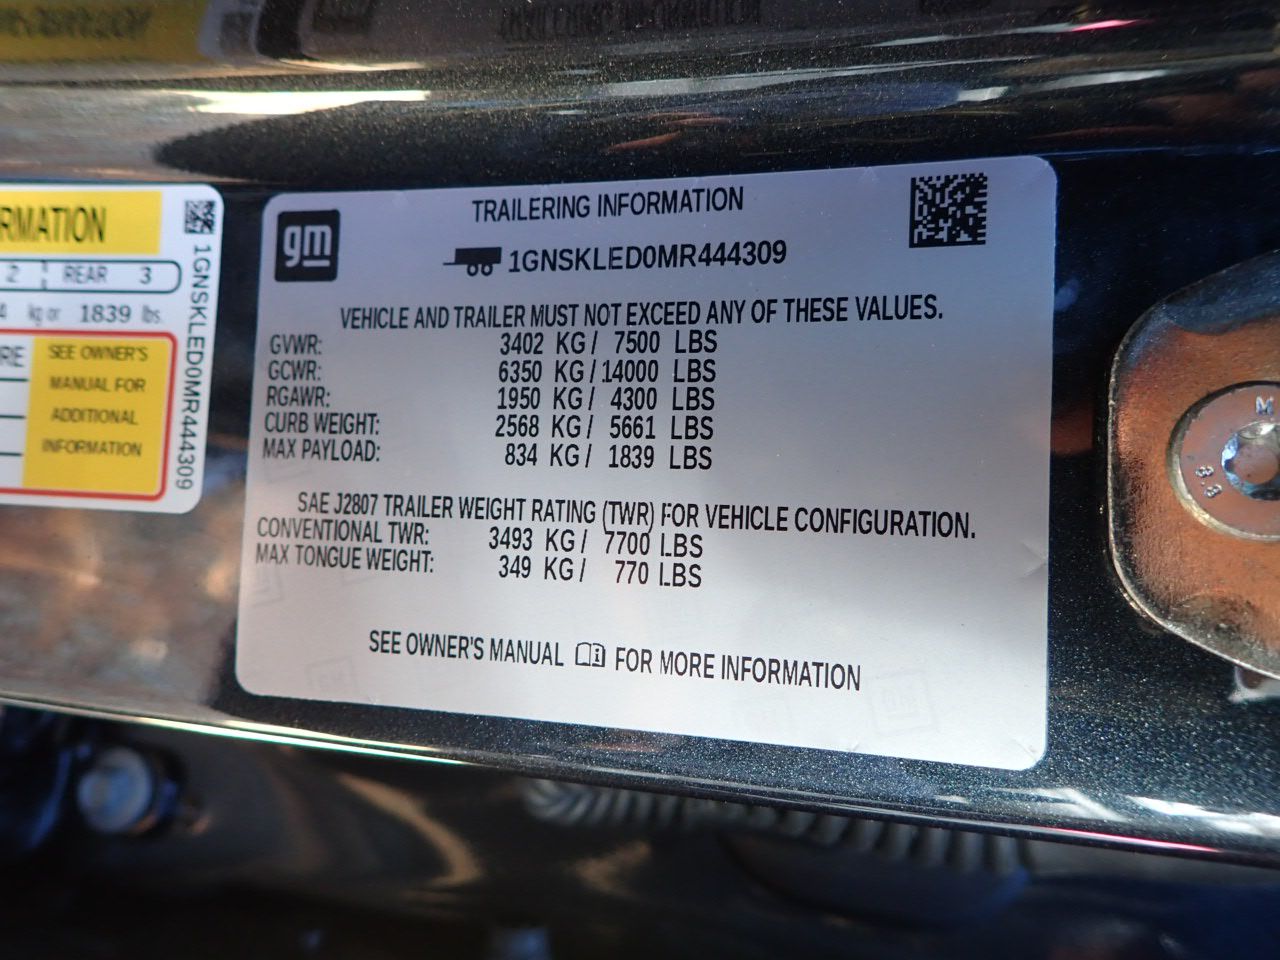 RMATION
2 REAR 3
4 kg or 1839 lbs.
RE
SEE OWNER'S
MANUAL FOR
ADDITIONAL
INFORMATION
1GNSKLED0MR444309
gm
TRAILERING INFORMATION
1GNSKLED0MR444309
VEHICLE AND TRAILER MUST NOT EXCEED ANY OF THESE VALUES.
GVWR: 3402 KG/ 7500 LBS
GCWR: 6350 KG/14000 LBS
RGAWR: 1950 KG/ 4300 LBS
CURB WEIGHT: 2568 KG/ 5661 LBS
MAX PAYLOAD: 834 KG/ 1839 LBS
SAE J2807 TRAILER WEIGHT RATING (TWR) FOR VEHICLE CONFIGURATION.
CONVENTIONAL TWR: 3493 KG/ 7700 LBS
MAX TONGUE WEIGHT: 349 KG/ 770 LBS
SEE OWNER'S MANUAL FOR MORE INFORMATION
M